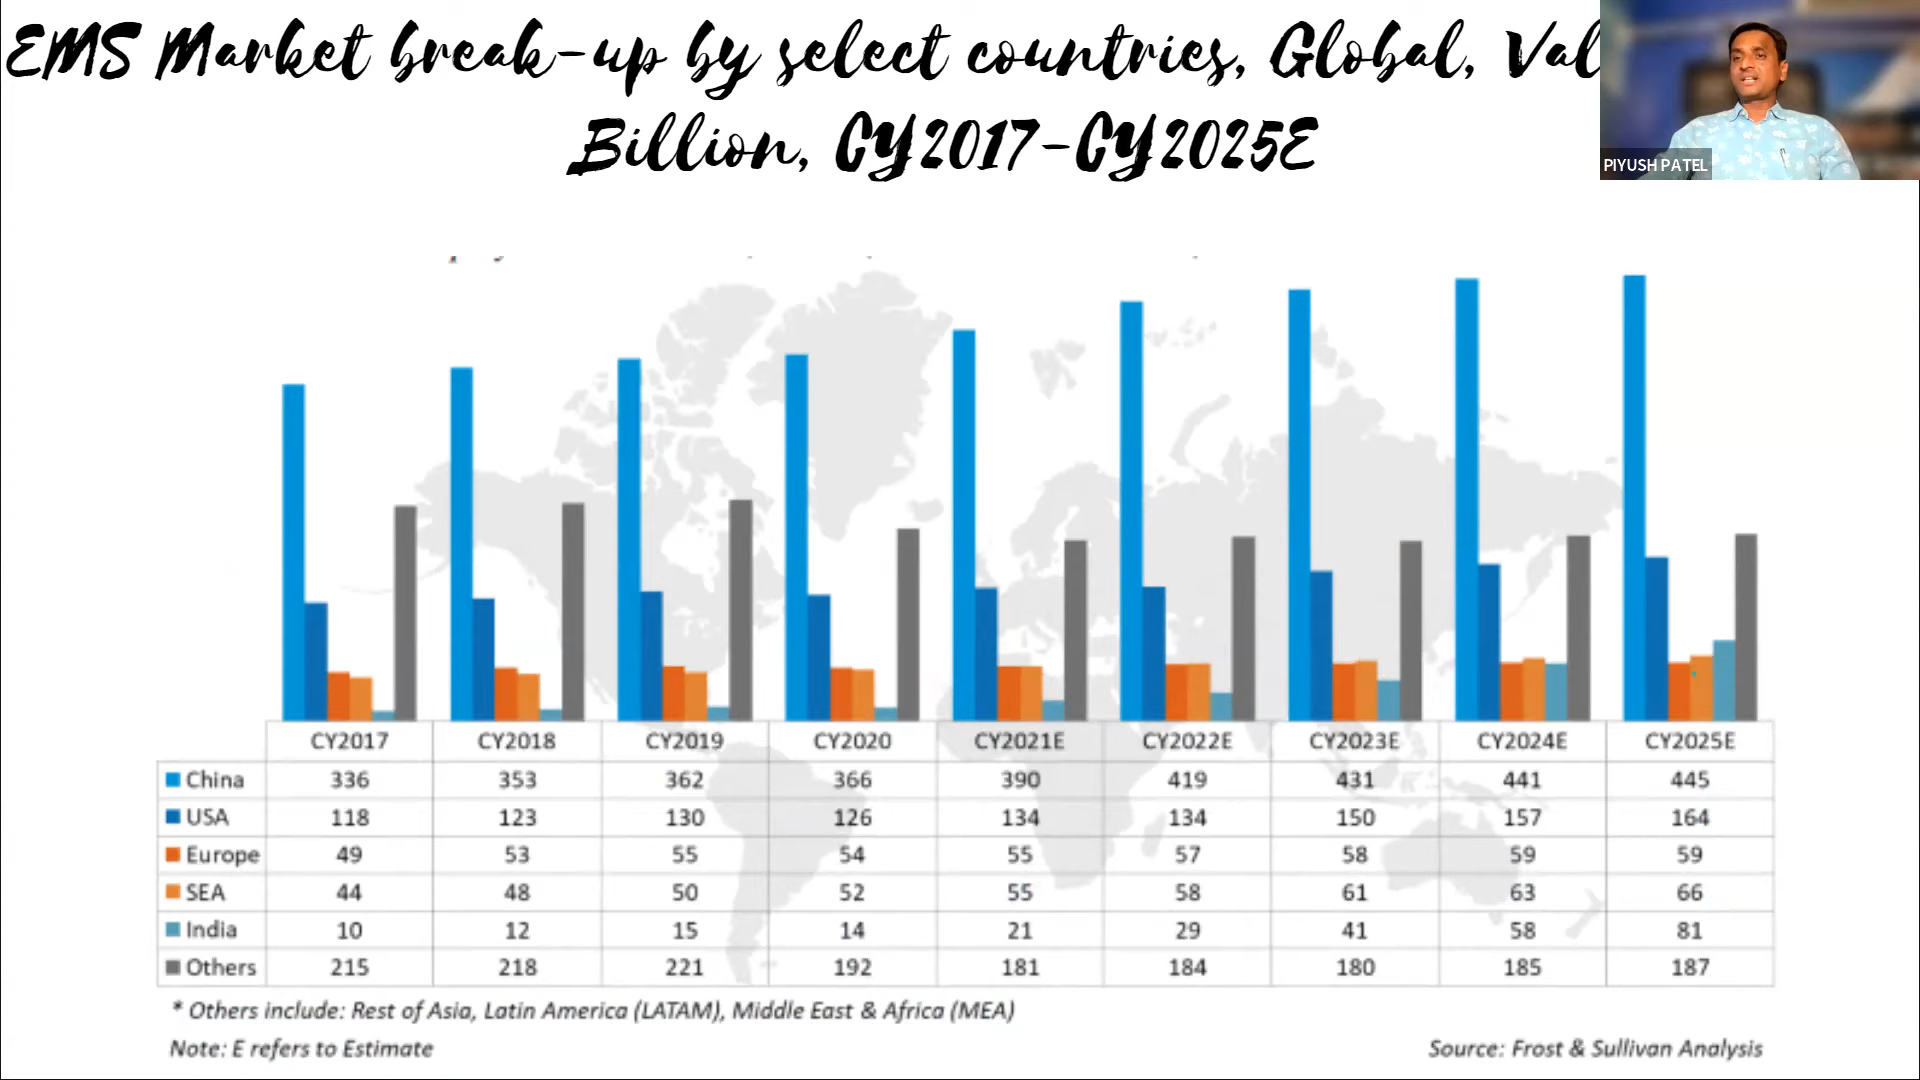 EMS Market break-up by select countries, Global, Val
Billion, CY2017-CY2025E
PIYUSH PATEL
CY2017 CY2018 CY2019 CY2020 CY2021E CY2022E CY2023E CY2024E CY2025E
China 336 353 362 366 390 419 431 441 445
USA 118 123 130 126 134 134 150 157 164
Europe 49 53 55 54 55 57 58 59 59
SEA 44 48 50 52 55 58 61 63 66
India 10 12 15 14 21 29 41 58 81
Others 215 218 221 192 181 184 180 185 187
* Others include: Rest of Asia, Latin America (LATAM), Middle East & Africa (MEA)
Note: E refers to Estimate
Source: Frost & Sullivan Analysis